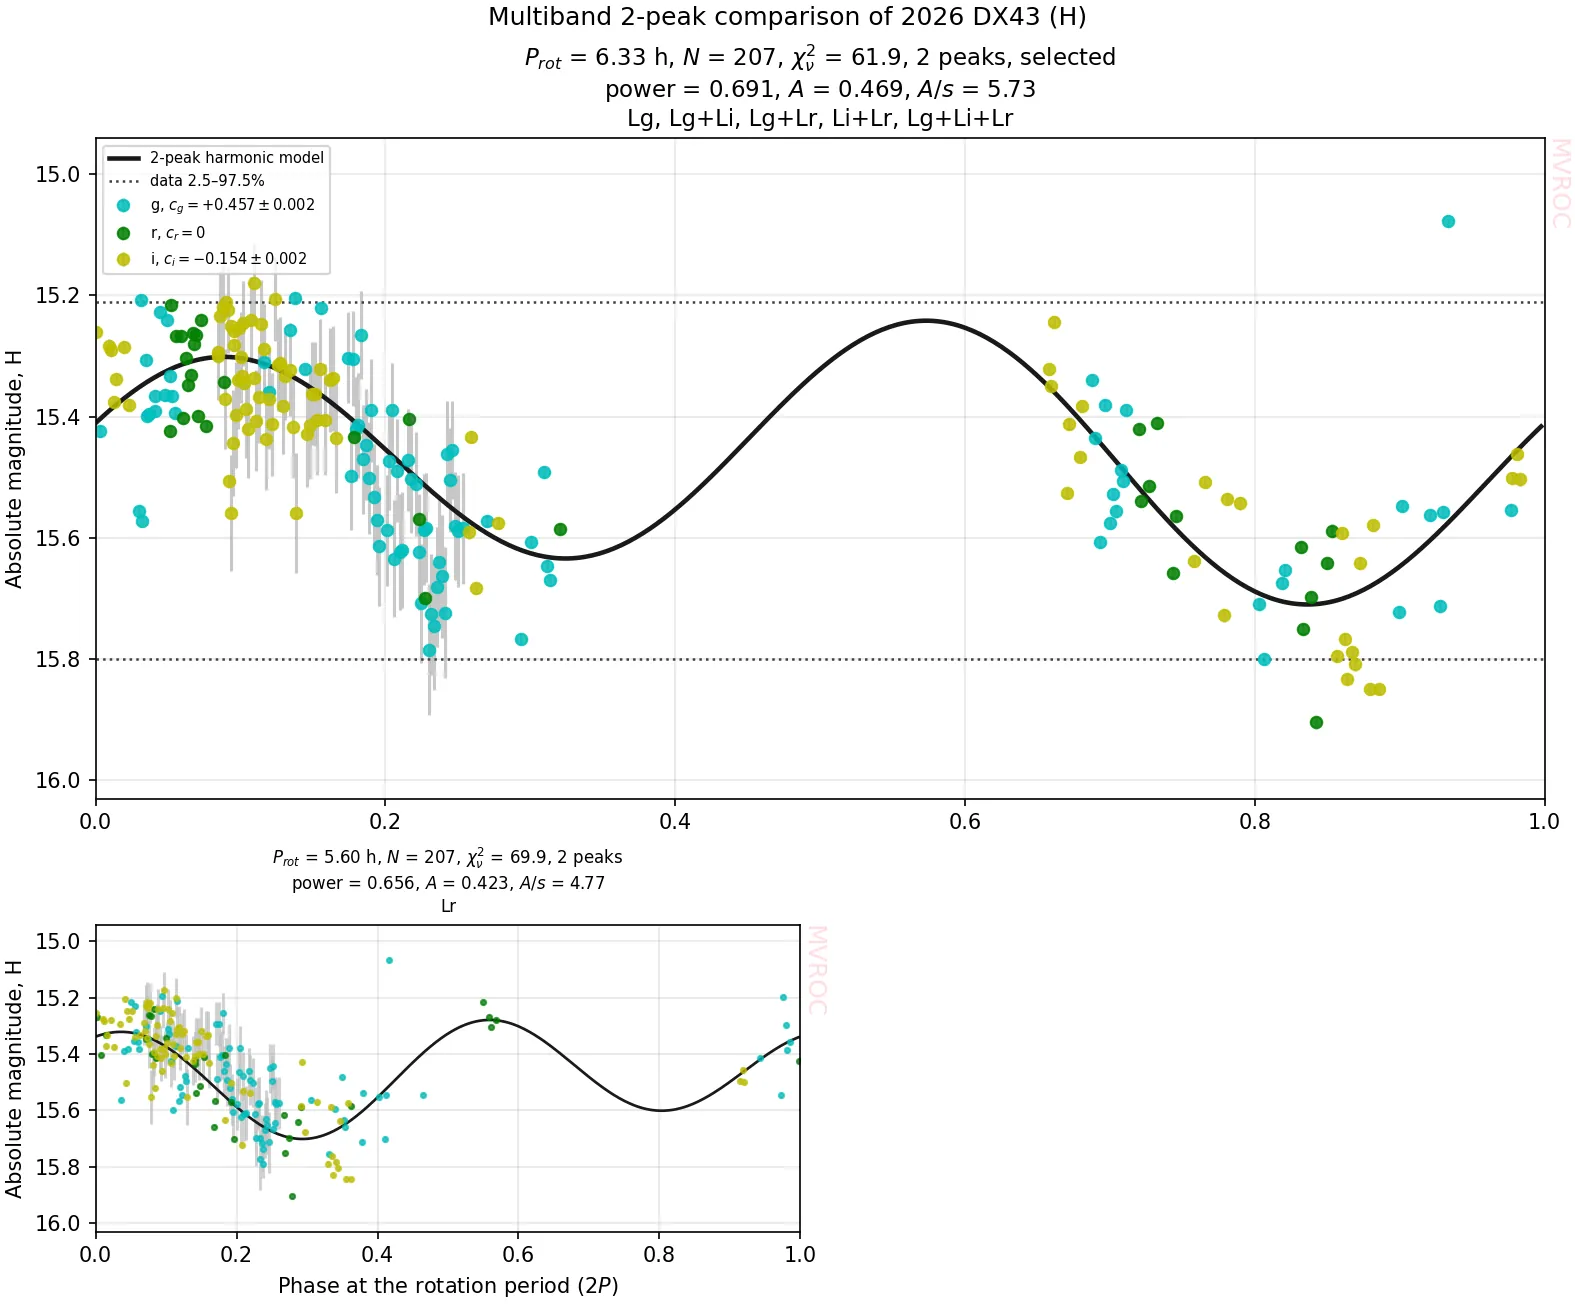 Multiband 2-peak comparison of 2026 DX43 (H)
P_rot = 6.33 h, N = 207, χ²_ν = 61.9, 2 peaks, selected
power = 0.691, A = 0.469, A/s = 5.73
Lg, Lg+Li, Lg+Lr, Li+Lr, Lg+Li+Lr
2-peak harmonic model
data 2.5–97.5%
g, c_g = +0.457 ± 0.002
r, c_r = 0
i, c_i = −0.154 ± 0.002
MVROC
Absolute magnitude, H
15.0
15.2
15.4
15.6
15.8
16.0
0.0 0.2 0.4 0.6 0.8 1.0
P_rot = 5.60 h, N = 207, χ²_ν = 69.9, 2 peaks
power = 0.656, A = 0.423, A/s = 4.77
Lr
MVROC
Absolute magnitude, H
15.0
15.2
15.4
15.6
15.8
16.0
0.0 0.2 0.4 0.6 0.8 1.0
Phase at the rotation period (2P)